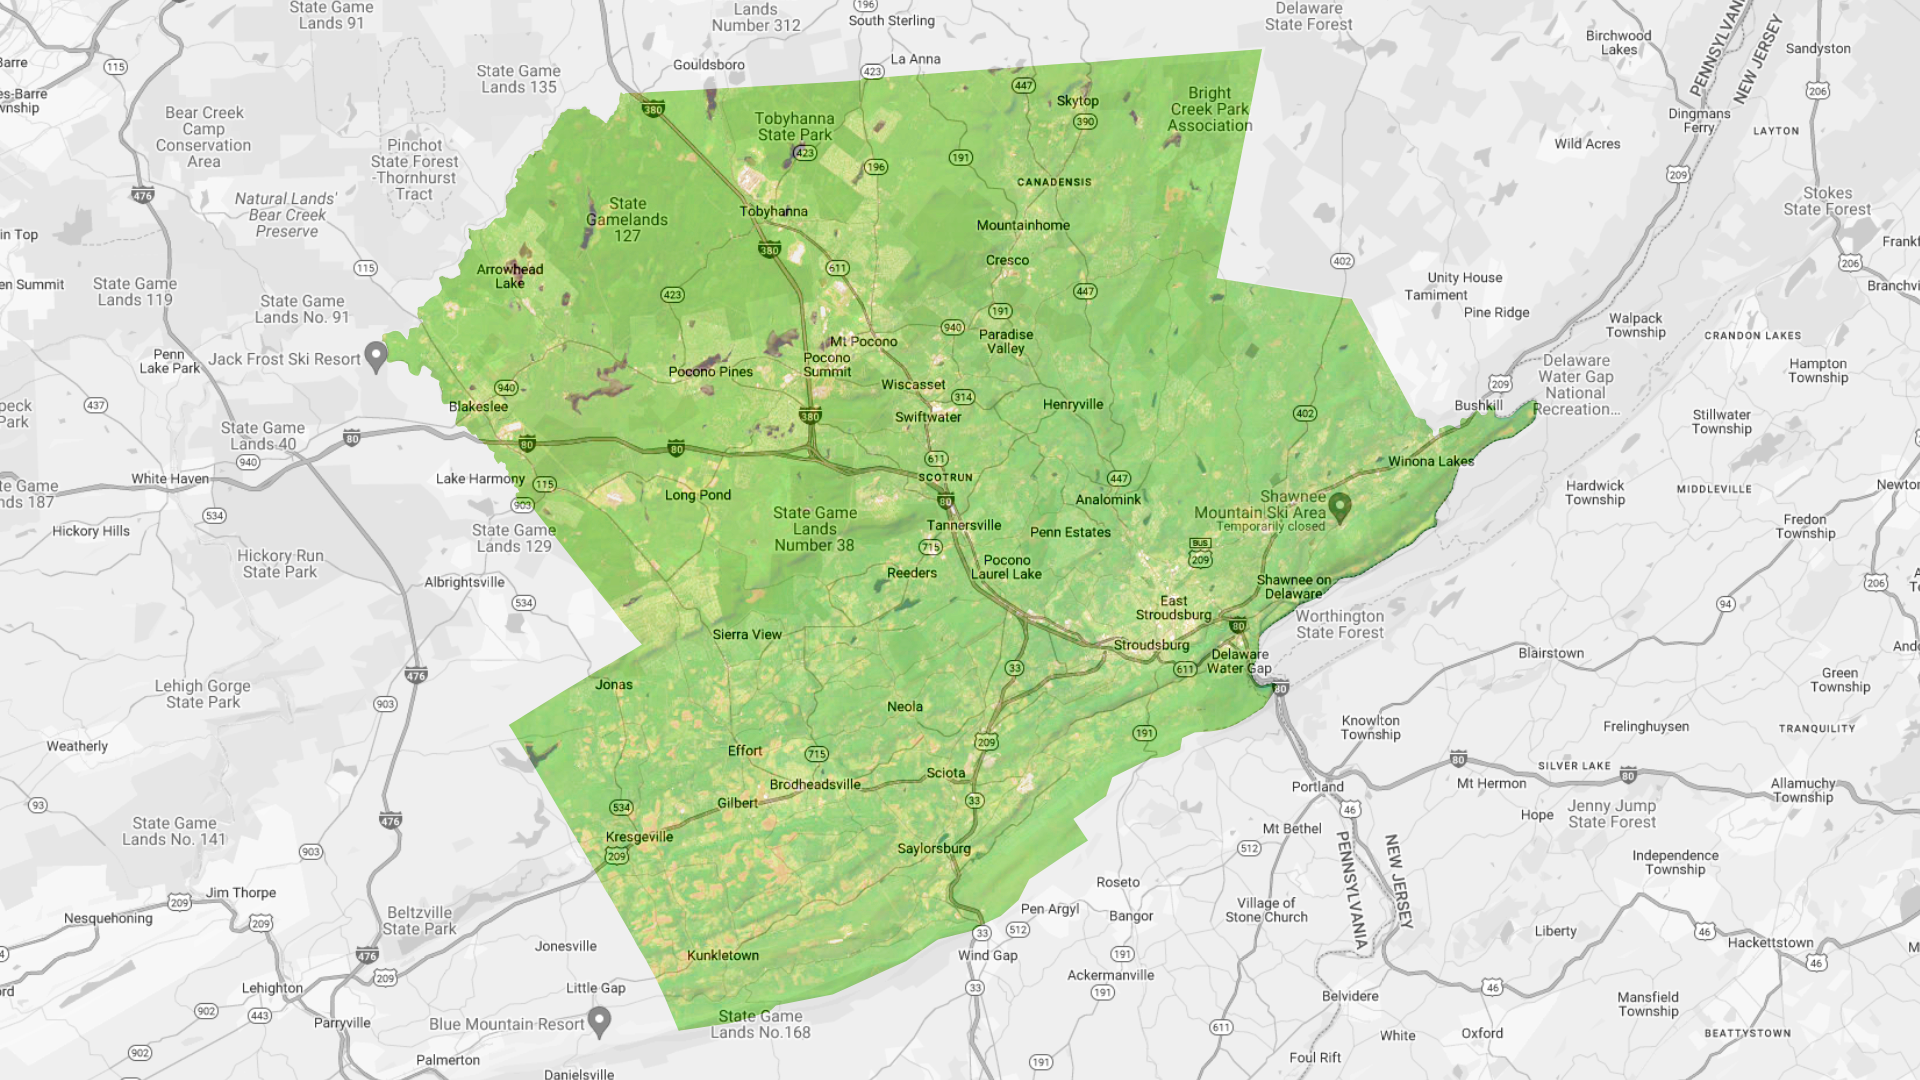 State Game
Lands 91
Lands
Number 312
196
South Sterling
Delaware
State Forest
Birchwood
Lakes
Sandyston
PENNSYLVAN
NEW JERSEY
Barre
115
es-Barre
wnship
State Game
Lands 135
Gouldsboro
La Anna
423
447
Skytop
390
Bright
Creek Park
Association
206
Dingmans
Ferry
LAYTON
Bear Creek
Camp
Conservation
Area
380
Tobyhanna
State Park
423
196
191
Wild Acres
Pinchot
State Forest
-Thornhurst
Tract
476
209
CANADENSIS
Stokes
State Forest
Natural Lands'
Bear Creek
Preserve
State
Gamelands
127
Tobyhanna
Mountainhome
in Top
380
Frankf
115
Arrowhead
Lake
611
Cresco
402
206
en Summit
State Game
Lands 119
423
447
Unity House
Tamiment
Branchvi
State Game
Lands No. 91
191
Pine Ridge
Walpack
Township
940
Paradise
Valley
CRANDON LAKES
Mt Pocono
Penn
Lake Park
Jack Frost Ski Resort
Pocono
Summit
Pocono Pines
Delaware
Water Gap
National
Recreation...
Hampton
Township
940
Wiscasset
209
314
437
Blakeslee
Henryville
Bushkill
peck
Park
380
Swiftwater
402
Stillwater
Township
State Game
Lands 40
80
80
80
611
940
Winona Lakes
White Haven
Lake Harmony
115
SCOTRUN
447
te Game
nds 187
903
Long Pond
80
Analomink
Shawnee
Mountain Ski Area
Temporarily closed
Hardwick
Township
MIDDLEVILLE
Newto
534
State Game
Lands
Number 38
Hickory Hills
State Game
Lands 129
Tannersville
Penn Estates
Fredon
Township
715
BUS
209
Hickory Run
State Park
Pocono
Laurel Lake
Reeders
Albrightsville
Shawnee on
Delaware
206
534
East
Stroudsburg
94
Worthington
State Forest
80
Sierra View
Stroudsburg
Delaware
Water Gap
Blairstown
33
611
476
Jonas
80
Green
Township
Lehigh Gorge
State Park
903
Neola
Knowlton
Township
Frelinghuysen
TRANQUILITY
191
209
Weatherly
Effort
715
80
SILVER LAKE
80
Sciota
Brodheadsville
Portland
Mt Hermon
Allamuchy
Township
93
534
Gilbert
33
46
Hope
Jenny Jump
State Forest
476
State Game
Lands No. 141
Kresgeville
Mt Bethel
209
Saylorsburg
512
903
PENNSYLVANIA
NEW JERSEY
Independence
Township
Roseto
Jim Thorpe
209
Nesquehoning
261
209
Beltzville
State Park
Pen Argyl
Bangor
Village of
Stone Church
33
512
Liberty
46
Hackettstown
Jonesville
Kunkletown
Wind Gap
191
476
209
Ackermanville
46
Lehighton
Little Gap
33
191
46
Belvidere
Mansfield
Township
902
443
Parryville
Blue Mountain Resort
State Game
Lands No.168
611
White
Oxford
BEATTYSTOWN
902
Palmerton
191
Foul Rift
Danielsville